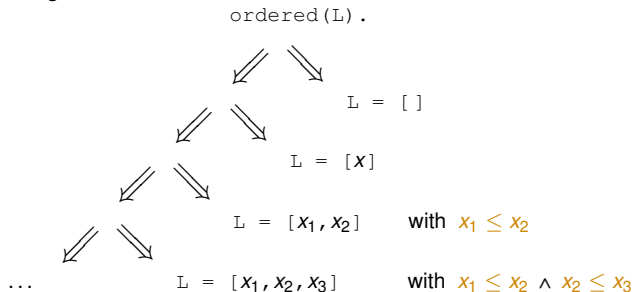 ordered(L).
L = []
L = [x]
L = [x₁, x₂] with x₁ ≤ x₂
... L = [x₁, x₂, x₃] with x₁ ≤ x₂ ∧ x₂ ≤ x₃